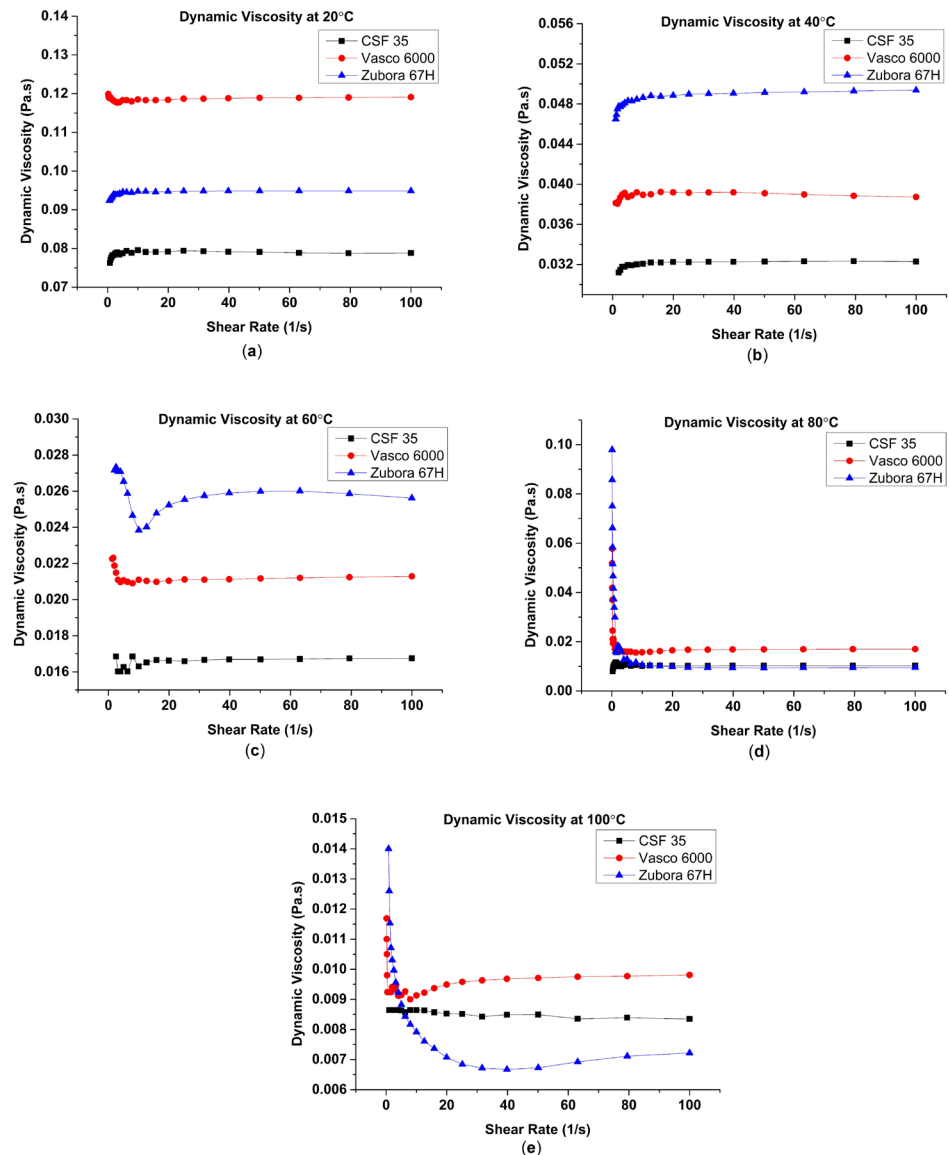 Dynamic Viscosity at 20°C
CSF 35
Vasco 6000
Zubora 67H
Dynamic Viscosity (Pa.s)
0.14
0.13
0.12
0.11
0.10
0.09
0.08
0.07
0 20 40 60 80 100
Shear Rate (1/s)
(a)
Dynamic Viscosity at 40°C
CSF 35
Vasco 6000
Zubora 67H
Dynamic Viscosity (Pa.s)
0.056
0.052
0.048
0.044
0.040
0.036
0.032
0 20 40 60 80 100
Shear Rate (1/s)
(b)
Dynamic Viscosity at 60°C
CSF 35
Vasco 6000
Zubora 67H
Dynamic Viscosity (Pa.s)
0.030
0.028
0.026
0.024
0.022
0.020
0.018
0.016
0 20 40 60 80 100
Shear Rate (1/s)
(c)
Dynamic Viscosity at 80°C
CSF 35
Vasco 6000
Zubora 67H
Dynamic Viscosity (Pa.s)
0.10
0.08
0.06
0.04
0.02
0.00
0 20 40 60 80 100
Shear Rate (1/s)
(d)
Dynamic Viscosity at 100°C
CSF 35
Vasco 6000
Zubora 67H
Dynamic Viscosity (Pa.s)
0.015
0.014
0.013
0.012
0.011
0.010
0.009
0.008
0.007
0.006
0 20 40 60 80 100
Shear Rate (1/s)
(e)